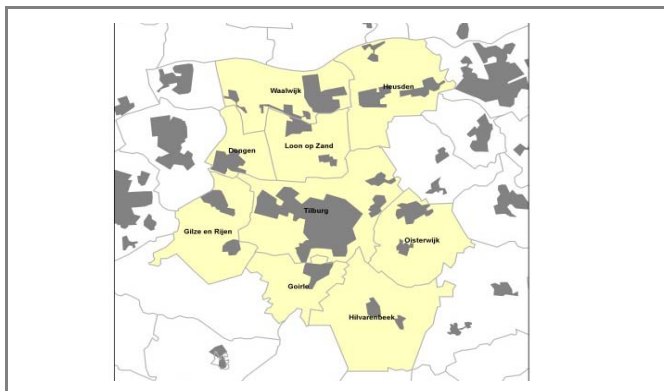 Waalwijk
Heusden
Dongen
Loon op Zand
Tilburg
Gilze en Rijen
Oisterwijk
Goirle
Hilvarenbeek